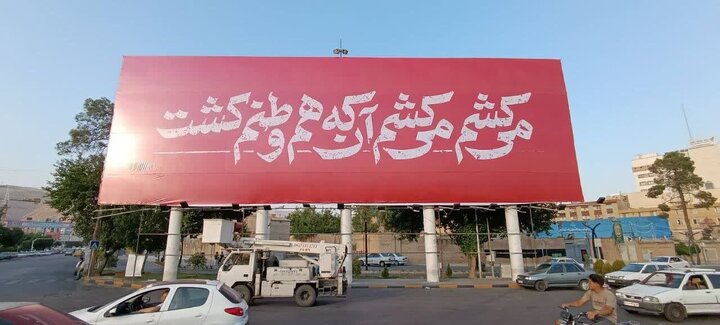 می‌کشم می‌کشم آن که هم وطنم کشت